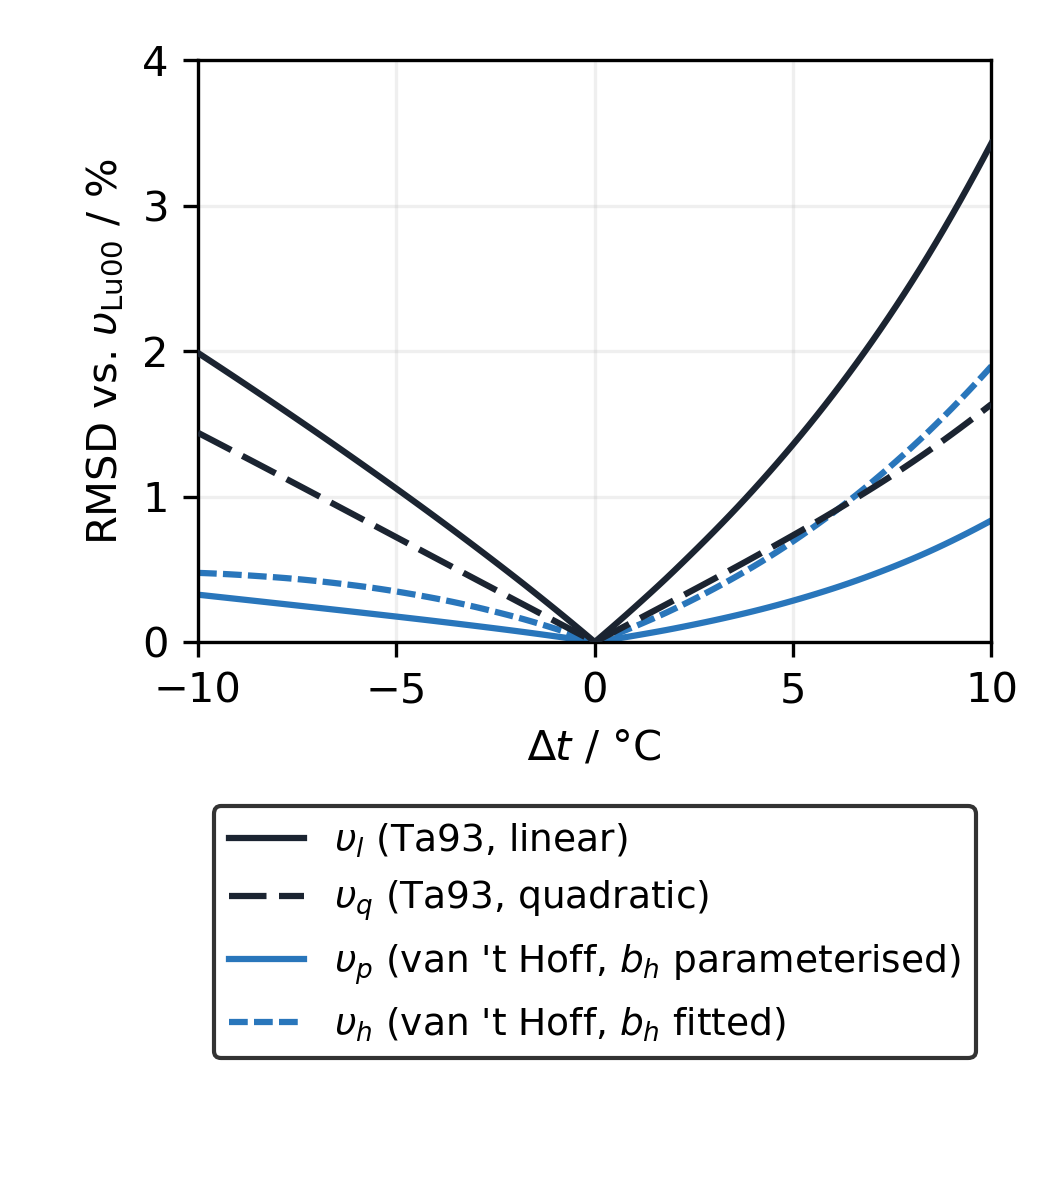 4
3
2
1
0
RMSD vs. υLu00 / %
−10 −5 0 5 10
Δt / °C
υl (Ta93, linear)
υq (Ta93, quadratic)
υp (van 't Hoff, bh parameterised)
υh (van 't Hoff, bh fitted)